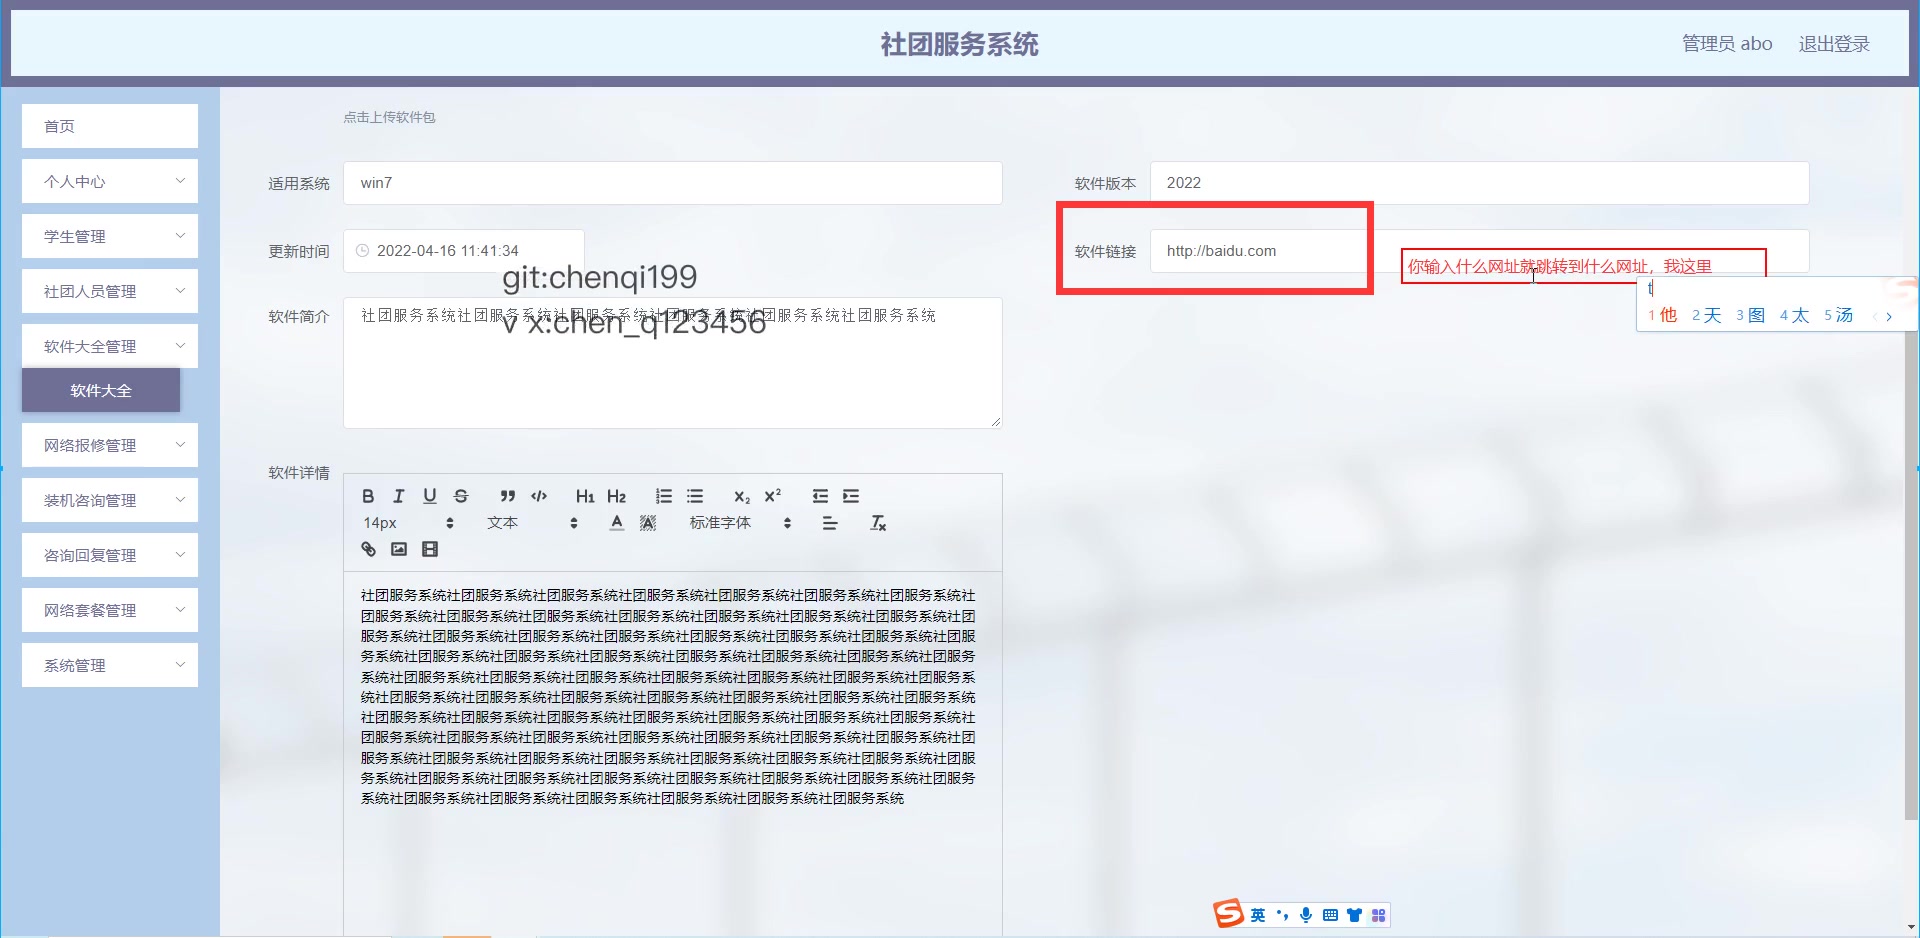 社团服务系统
管理员 abo 退出登录
首页
个人中心
学生管理
社团人员管理
软件大全管理
软件大全
网络报修管理
装机咨询管理
咨询回复管理
网络套餐管理
系统管理
点击上传软件包
适用系统 win7
软件版本 2022
更新时间 2022-04-16 11:41:34
软件链接 http://baidu.com
你输入什么网址就跳转到什么网址，我这里
t
1 他 2 天 3 图 4 太 5 汤
git:chenqi199
v x:chen_q123456
软件简介 社团服务系统社团服务系统社团服务系统社团服务系统社团服务系统社团服务系统
软件详情
B I U S H1 H2 X2 X2
14px 文本 A A 标准字体 Tx
社团服务系统社团服务系统社团服务系统社团服务系统社团服务系统社团服务系统社团服务系统社
团服务系统社团服务系统社团服务系统社团服务系统社团服务系统社团服务系统社团服务系统社团
服务系统社团服务系统社团服务系统社团服务系统社团服务系统社团服务系统社团服务系统社团服
务系统社团服务系统社团服务系统社团服务系统社团服务系统社团服务系统社团服务系统社团服务
系统社团服务系统社团服务系统社团服务系统社团服务系统社团服务系统社团服务系统社团服务系
统社团服务系统社团服务系统社团服务系统社团服务系统社团服务系统社团服务系统社团服务系统
社团服务系统社团服务系统社团服务系统社团服务系统社团服务系统社团服务系统社团服务系统社
团服务系统社团服务系统社团服务系统社团服务系统社团服务系统社团服务系统社团服务系统社团
服务系统社团服务系统社团服务系统社团服务系统社团服务系统社团服务系统社团服务系统社团服
务系统社团服务系统社团服务系统社团服务系统社团服务系统社团服务系统社团服务系统社团服务
系统社团服务系统社团服务系统社团服务系统社团服务系统社团服务系统社团服务系统
S 英